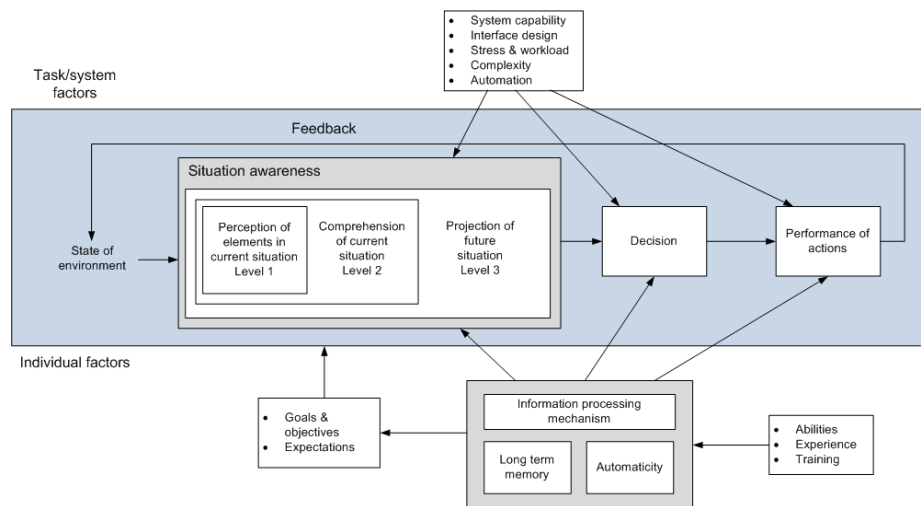 • System capability
• Interface design
• Stress & workload
• Complexity
• Automation
Task/system
factors
Feedback
Situation awareness
Perception of
elements in
current situation
Level 1
Comprehension
of current
situation
Level 2
Projection of
future
situation
Level 3
State of
environment
Decision
Performance of
actions
Individual factors
• Goals &
objectives
• Expectations
Information processing
mechanism
Long term
memory
Automaticity
• Abilities
• Experience
• Training